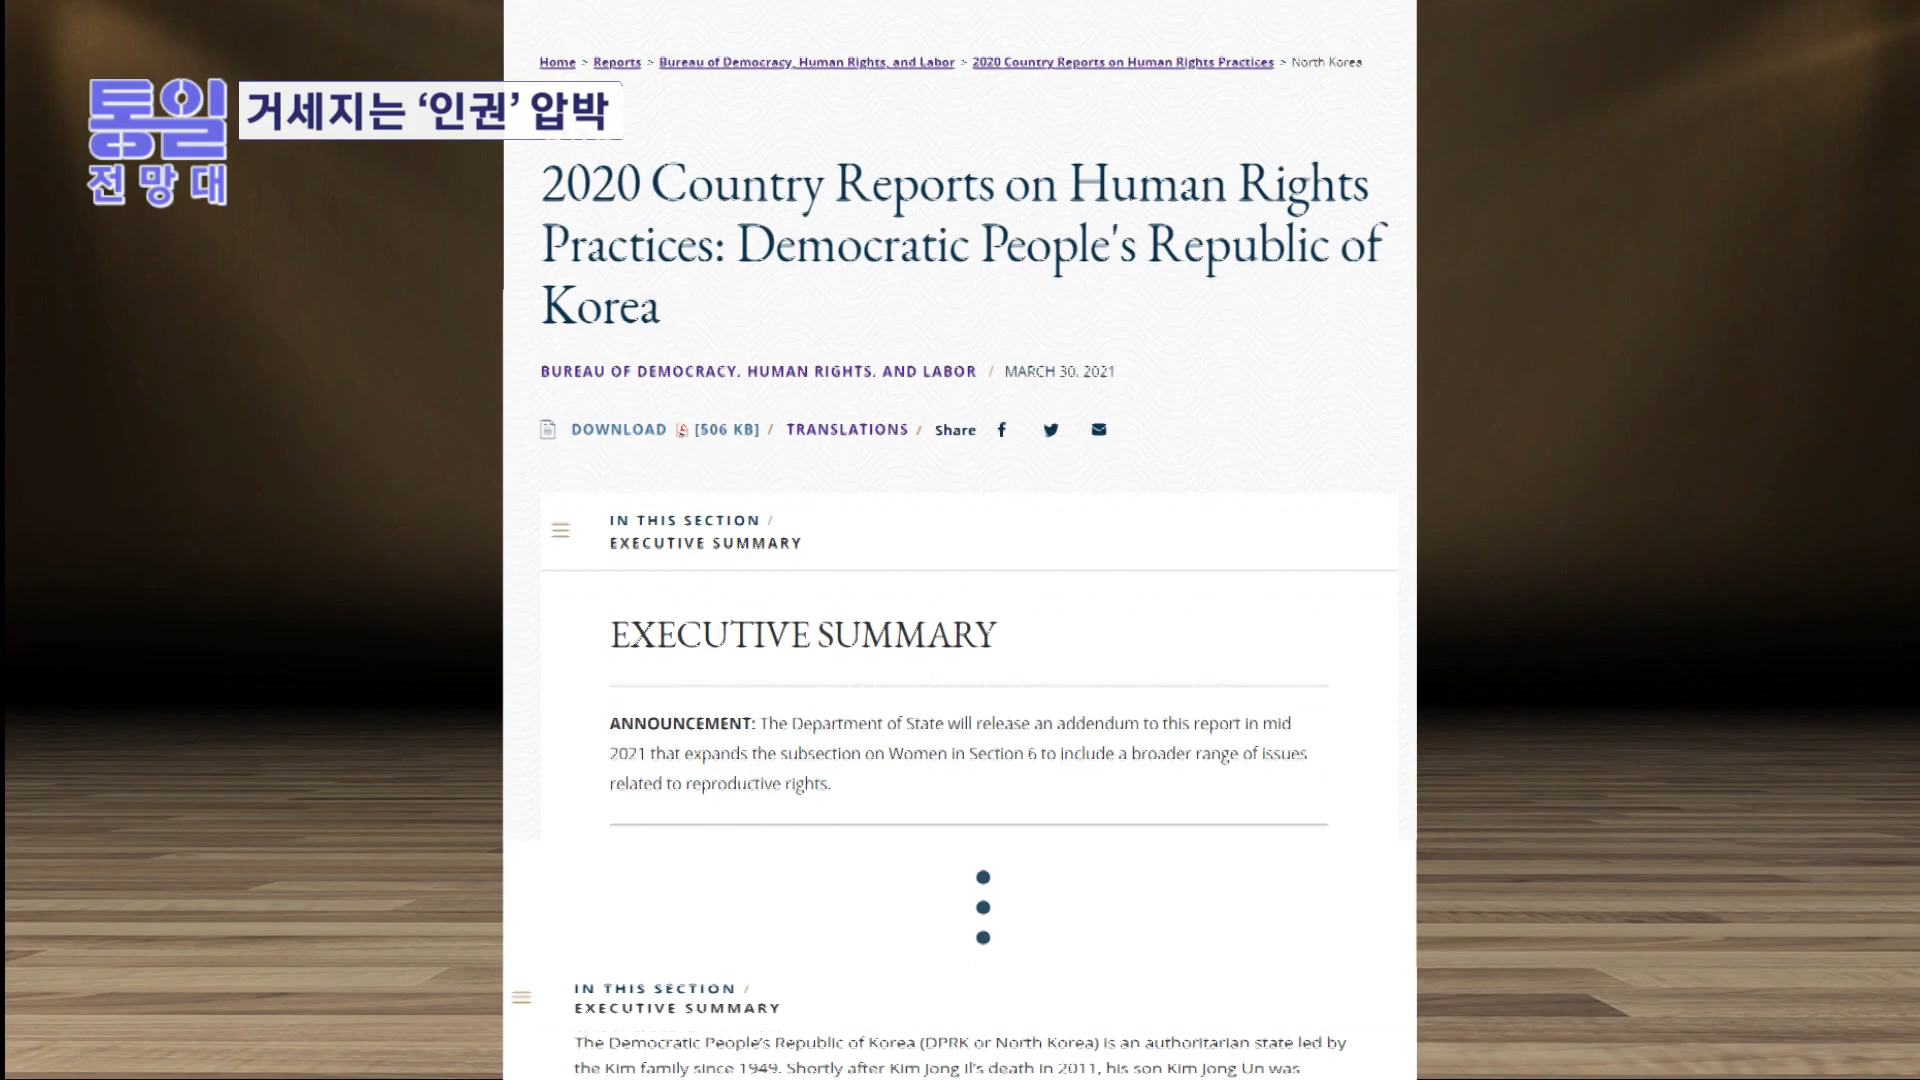 Home > Reports > Bureau of Democracy, Human Rights, and Labor > 2020 Country Reports on Human Rights Practices > North Korea
통일
전망대
거세지는 ‘인권’ 압박
2020 Country Reports on Human Rights
Practices: Democratic People's Republic of
Korea
BUREAU OF DEMOCRACY, HUMAN RIGHTS, AND LABOR / MARCH 30, 2021
DOWNLOAD [506 KB] / TRANSLATIONS / Share
IN THIS SECTION /
EXECUTIVE SUMMARY
EXECUTIVE SUMMARY
ANNOUNCEMENT: The Department of State will release an addendum to this report in mid
2021 that expands the subsection on Women in Section 6 to include a broader range of issues
related to reproductive rights.
IN THIS SECTION /
EXECUTIVE SUMMARY
The Democratic People’s Republic of Korea (DPRK or North Korea) is an authoritarian state led by
the Kim family since 1949. Shortly after Kim Jong Il’s death in 2011, his son Kim Jong Un was